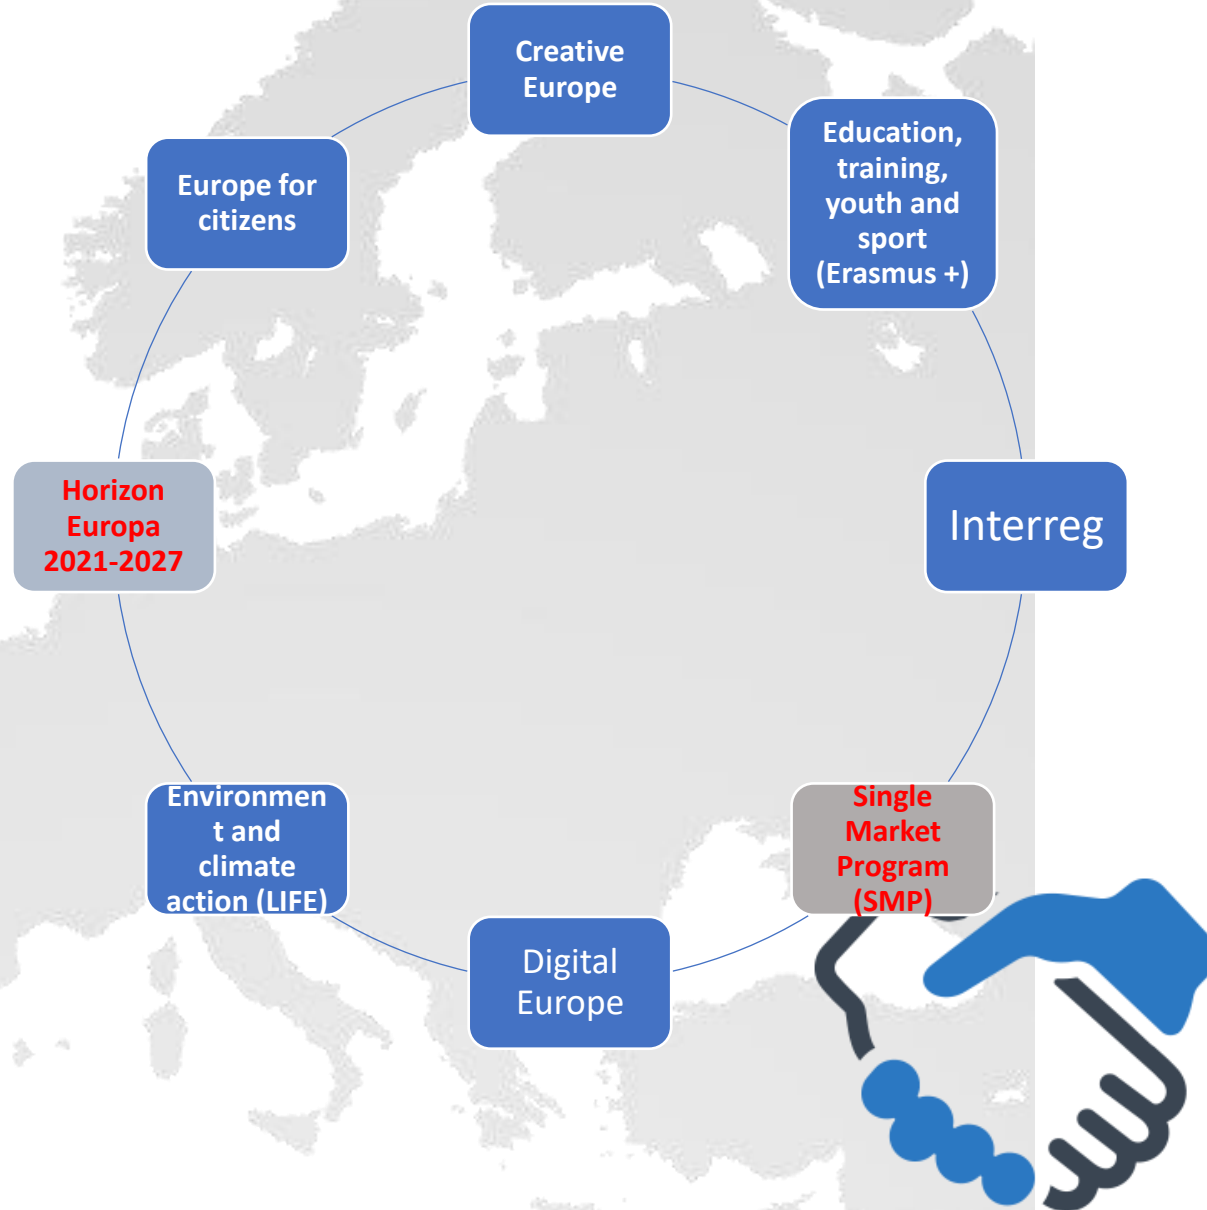 Creative
Europe
Education,
training,
youth and
sport
(Erasmus +)
Interreg
Single
Market
Program
(SMP)
Digital
Europe
Environmen
t and
climate
action (LIFE)
Horizon
Europa
2021-2027
Europe for
citizens